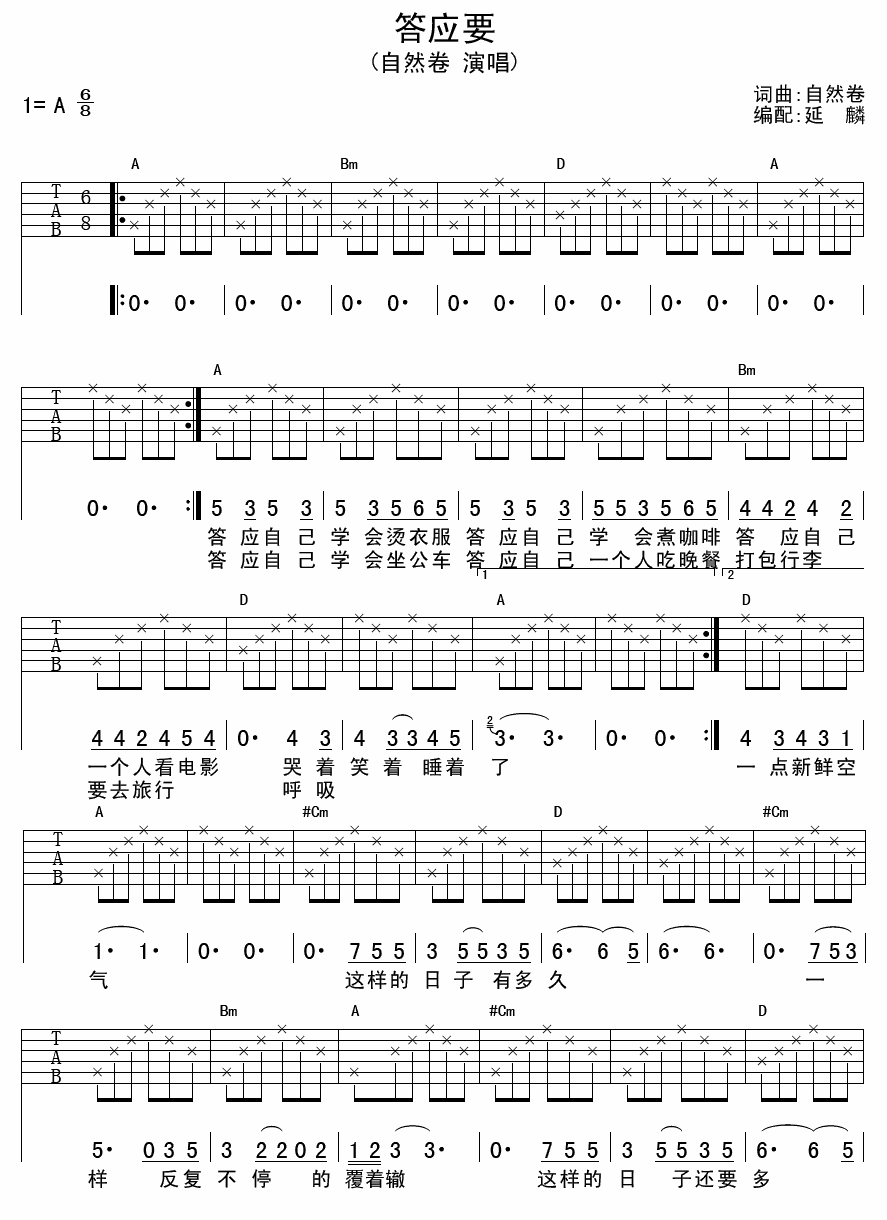 答应要
(自然卷 演唱)
1= A 6/8
词曲:自然卷
编配:延 麟
A Bm D A
T A B 6 8
0· 0· 0· 0· 0· 0· 0· 0· 0· 0· 0· 0· 0· 0·
A Bm
T A B
0· 0· 5 3 5 3 5 3 5 6 5 5 3 5 3 5 5 3 5 6 5 4 4 2 4 2
答 应自 己 学 会烫衣服 答 应自 己 学 会煮咖啡 答 应自 己
答 应自 己 学 会坐公车 答 应自 己 一个人吃晚餐 打包行李
1 2
D A D
T A B
4 4 2 4 5 4 0· 4 3 4 3 3 4 5 2 3· 3· 0· 0· 4 3 4 3 1
一个人看电影 哭 着 笑 着 睡着 了 一 点新鲜空
要去旅行 呼 吸
A #Cm D #Cm
T A B
1· 1· 0· 0· 0· 7 5 5 3 5 5 3 5 6· 6 5 6· 6· 0· 7 5 3
气 这样的 日 子 有多 久 一
Bm A #Cm D
T A B
5· 0 3 5 3 2 2 0 2 1 2 3 3· 0· 7 5 5 3 5 5 3 5 6· 6 5
样 反复 不 停 的 覆着辙 这样的 日 子还要 多